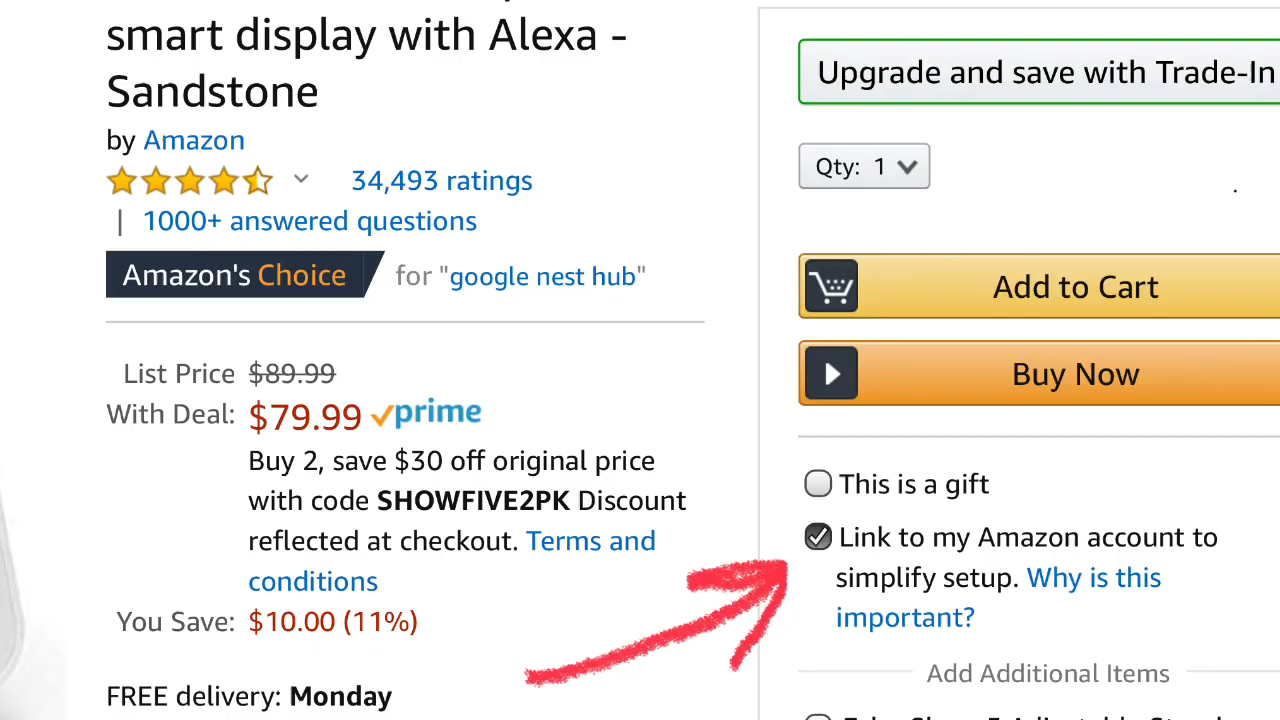 smart display with Alexa -
Sandstone
by Amazon
34,493 ratings
| 1000+ answered questions
Amazon's Choice for "google nest hub"
List Price $89.99
With Deal: $79.99 prime
Buy 2, save $30 off original price
with code SHOWFIVE2PK Discount
reflected at checkout. Terms and
conditions
You Save: $10.00 (11%)
FREE delivery: Monday
Upgrade and save with Trade-In
Qty: 1
Add to Cart
Buy Now
This is a gift
Link to my Amazon account to
simplify setup. Why is this
important?
Add Additional Items